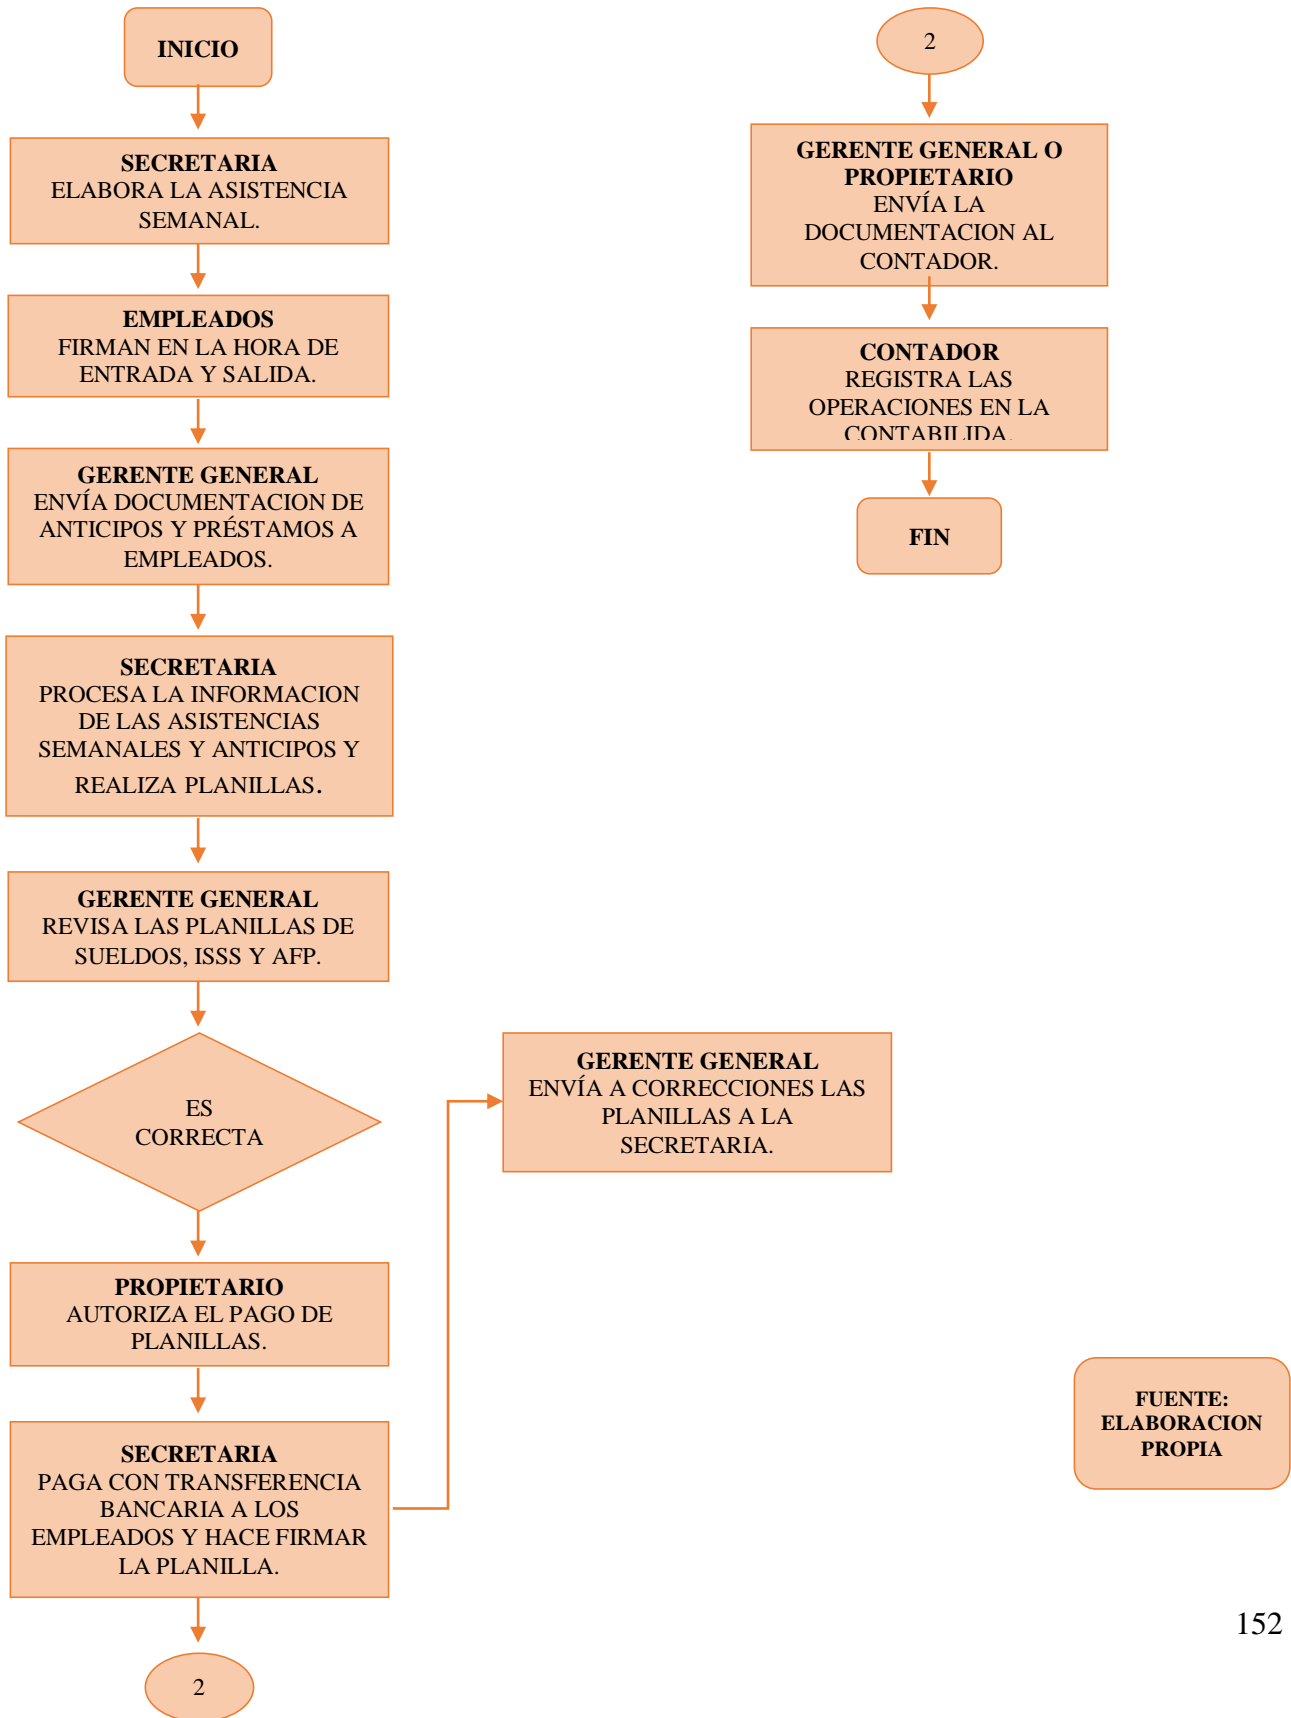 INICIO
SECRETARIA
ELABORA LA ASISTENCIA
SEMANAL.
EMPLEADOS
FIRMAN EN LA HORA DE
ENTRADA Y SALIDA.
GERENTE GENERAL
ENVÍA DOCUMENTACION DE
ANTICIPOS Y PRÉSTAMOS A
EMPLEADOS.
SECRETARIA
PROCESA LA INFORMACION
DE LAS ASISTENCIAS
SEMANALES Y ANTICIPOS Y
REALIZA PLANILLAS.
GERENTE GENERAL
REVISA LAS PLANILLAS DE
SUELDOS, ISSS Y AFP.
ES
CORRECTA
GERENTE GENERAL
ENVÍA A CORRECCIONES LAS
PLANILLAS A LA
SECRETARIA.
PROPIETARIO
AUTORIZA EL PAGO DE
PLANILLAS.
SECRETARIA
PAGA CON TRANSFERENCIA
BANCARIA A LOS
EMPLEADOS Y HACE FIRMAR
LA PLANILLA.
2
2
GERENTE GENERAL O
PROPIETARIO
ENVÍA LA
DOCUMENTACION AL
CONTADOR.
CONTADOR
REGISTRA LAS
OPERACIONES EN LA
CONTABILIDA.
FIN
FUENTE:
ELABORACION
PROPIA
152